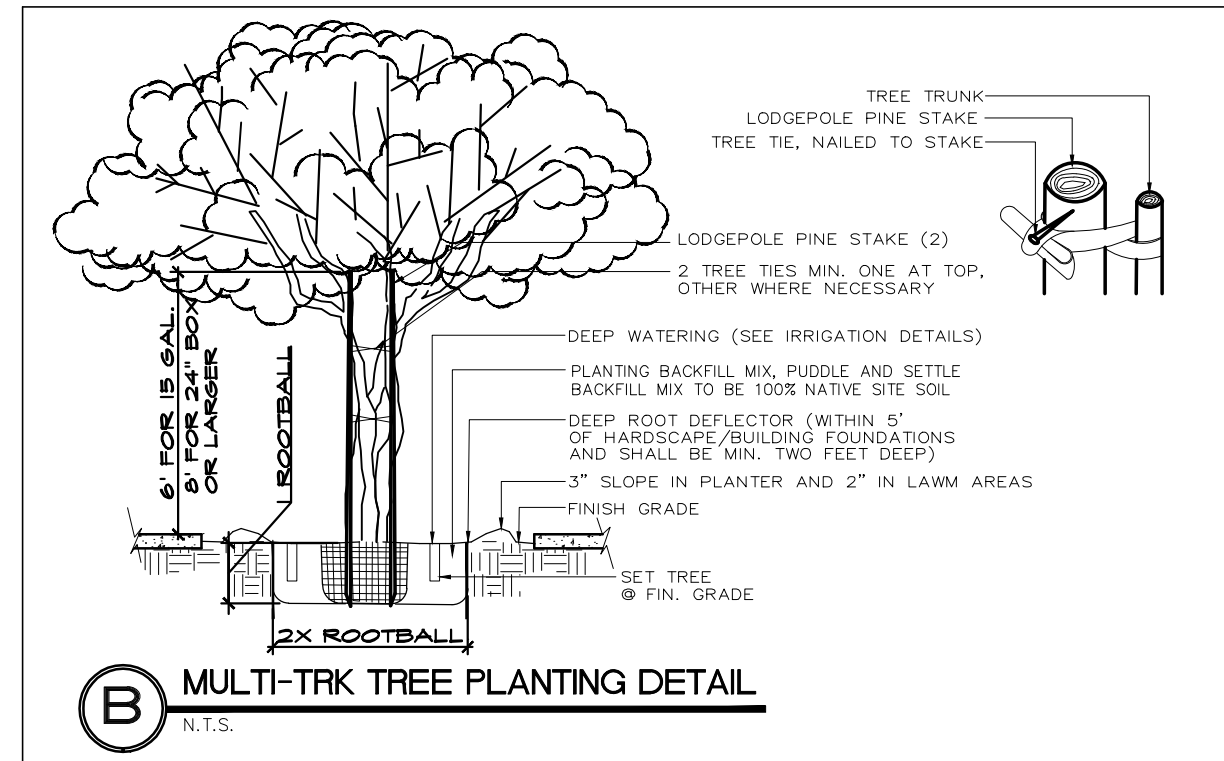 TREE TRUNK
LODGEPOLE PINE STAKE
TREE TIE, NAILED TO STAKE
LODGEPOLE PINE STAKE (2)
2 TREE TIES MIN. ONE AT TOP,
OTHER WHERE NECESSARY
DEEP WATERING (SEE IRRIGATION DETAILS)
PLANTING BACKFILL MIX, PUDDLE AND SETTLE
BACKFILL MIX TO BE 100% NATIVE SITE SOIL
DEEP ROOT DEFLECTOR (WITHIN 5'
OF HARDSCAPE/BUILDING FOUNDATIONS
AND SHALL BE MIN. TWO FEET DEEP)
3" SLOPE IN PLANTER AND 2" IN LAWM AREAS
FINISH GRADE
SET TREE
@ FIN. GRADE
6' FOR 15 GAL.
8' FOR 24" BOX
OR LARGER
1 ROOTBALL
2X ROOTBALL
B
MULTI-TRK TREE PLANTING DETAIL
N.T.S.